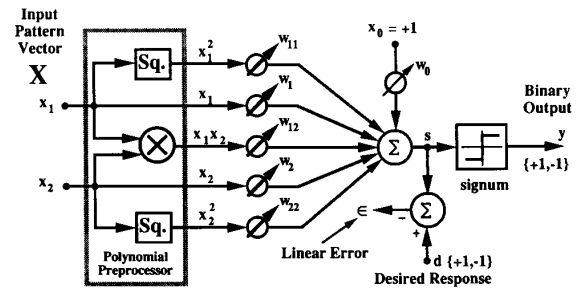 Input
Pattern
Vector
X
x₁
x₂
Sq.
×
Sq.
Polynomial
Preprocessor
x₁²
x₁
x₁x₂
x₂
x₂²
w₁₁
w₁
w₁₂
w₂
w₂₂
x₀ = +1
w₀
Σ
s
signum
Binary
Output
y
{+1,-1}
Σ
−
+
∈
Linear Error
d {+1,-1}
Desired Response